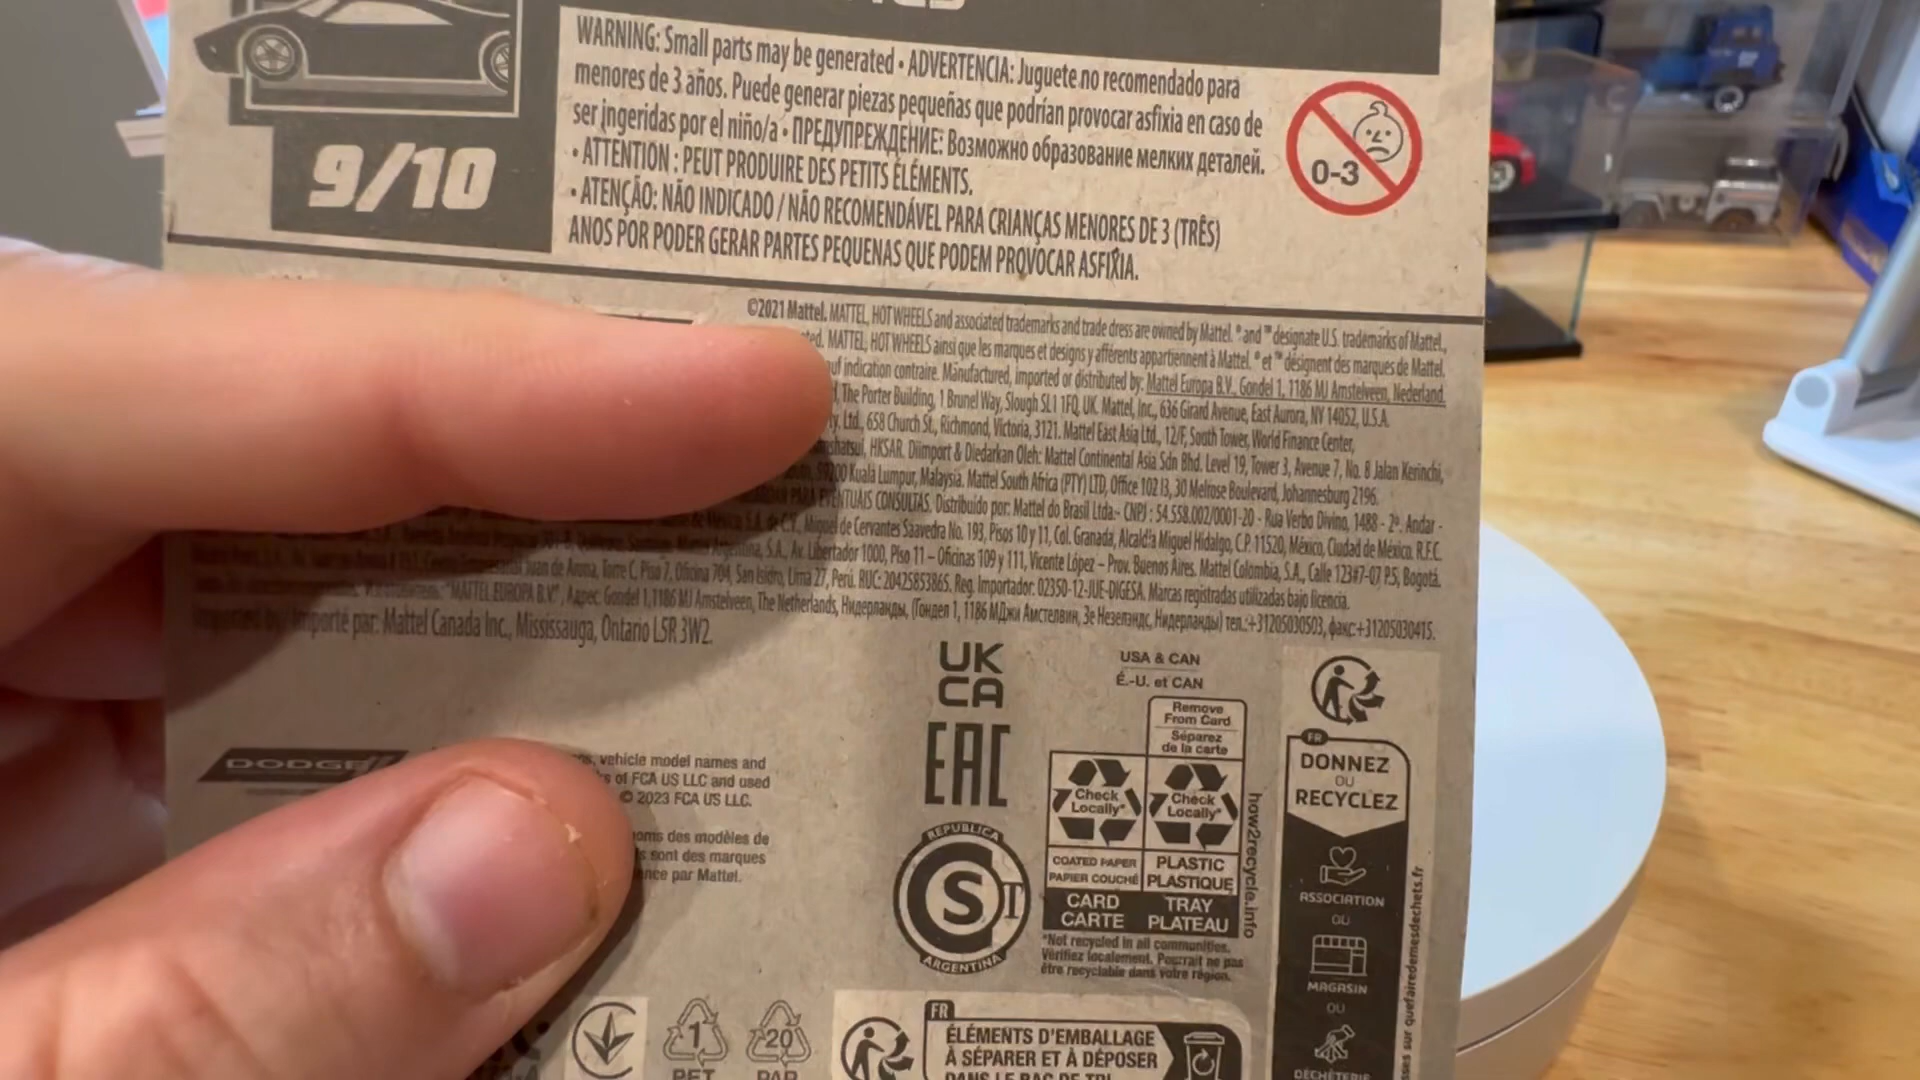 9/10
WARNING: Small parts may be generated • ADVERTENCIA: Juguete no recomendado para
menores de 3 años. Puede generar piezas pequeñas que podrían provocar asfixia en caso de
ser ingeridas por el niño/a • ПРЕДУПРЕЖДЕНИЕ: Возможно образование мелких деталей.
• ATTENTION : PEUT PRODUIRE DES PETITS ÉLÉMENTS.
• ATENÇÃO: NÃO INDICADO / NÃO RECOMENDÁVEL PARA CRIANÇAS MENORES DE 3 (TRÊS)
ANOS POR PODER GERAR PARTES PEQUENAS QUE PODEM PROVOCAR ASFIXIA.
0-3
©2021 Mattel. MATTEL, HOT WHEELS and associated trademarks and trade dress are owned by Mattel. ® and ™ designate U.S. trademarks of Mattel,
MATTEL, HOT WHEELS ainsi que les marques et designs y afférents appartiennent à Mattel. ® et ™ désignent des marques de Mattel,
indication contraire. Manufactured, imported or distributed by: Mattel Europa B.V., Gondel 1, 1186 MJ Amstelveen, Nederland.
The Porter Building, 1 Brunel Way, Slough SL1 1FQ, UK. Mattel, Inc., 636 Girard Avenue, East Aurora, NY 14052, U.S.A.
Ltd., 658 Church St., Richmond, Victoria, 3121. Mattel East Asia Ltd., 12/F, South Tower, World Finance Center,
HKSAR. Diimport & Diedarkan Oleh: Mattel Continental Asia Sdn Bhd. Level 19, Tower 3, Avenue 7, No. 8 Jalan Kerinchi,
59200 Kuala Lumpur, Malaysia. Mattel South Africa (PTY) LTD, Office 102 I3, 30 Melrose Boulevard, Johannesburg 2196.
PARA EVENTUAIS CONSULTAS. Distribuido por: Mattel do Brasil Ltda.- CNPJ : 54.558.002/0001-20 - Rua Verbo Divino, 1488 - 2º. Andar -
de México, S.A. de C.V., Miguel de Cervantes Saavedra No. 193, Pisos 10 y 11, Col. Granada, Alcaldía Miguel Hidalgo, C.P. 11520, México, Ciudad de México. R.F.C.
Argentina, S.A., Av. Libertador 1000, Piso 11 – Oficinas 109 y 111, Vicente López – Prov. Buenos Aires. Mattel Colombia, S.A., Calle 123#7-07 P.5, Bogotá.
Juan de Arona, Torre C, Piso 7, Oficina 704, San Isidro, Lima 27, Perú. RUC: 20425853865. Reg. Importador: 02350-12-JUE-DIGESA. Marcas registradas utilizadas bajo licencia.
"MATTEL EUROPA B.V.", Адрес: Gondel 1, 1186 MJ Amstelveen, The Netherlands, Нидерланды, (Гондел 1, 1186 МДжи Амстелвин, Зе Незеландс, Нидерланды) тел.:+31205030503, факс:+31205030415.
Imported by / Importé par: Mattel Canada Inc., Mississauga, Ontario L5R 3W2.
DODGE
vehicle model names and
of FCA US LLC and used
© 2023 FCA US LLC.
noms des modèles de
sont des marques
par Mattel.
UK
CA
EAC
REPUBLICA
S
ARGENTINA
USA & CAN
É.-U. et CAN
Remove
From Card
Séparez
de la carte
Check
Locally*
Check
Locally*
COATED PAPER
PAPIER COUCHÉ
PLASTIC
PLASTIQUE
CARD
CARTE
TRAY
PLATEAU
how2recycle.info
*Not recycled in all communities.
Vérifiez localement. Pourrait ne pas
être recyclable dans votre région.
FR
DONNEZ
OU
RECYCLEZ
ASSOCIATION
OU
MAGASIN
OU
DÉCHÈTERIE
sur quefairedemesdechets.fr
1
PET
20
PAP
FR
ÉLÉMENTS D'EMBALLAGE
À SÉPARER ET À DÉPOSER
DANS LE BAC DE TRI